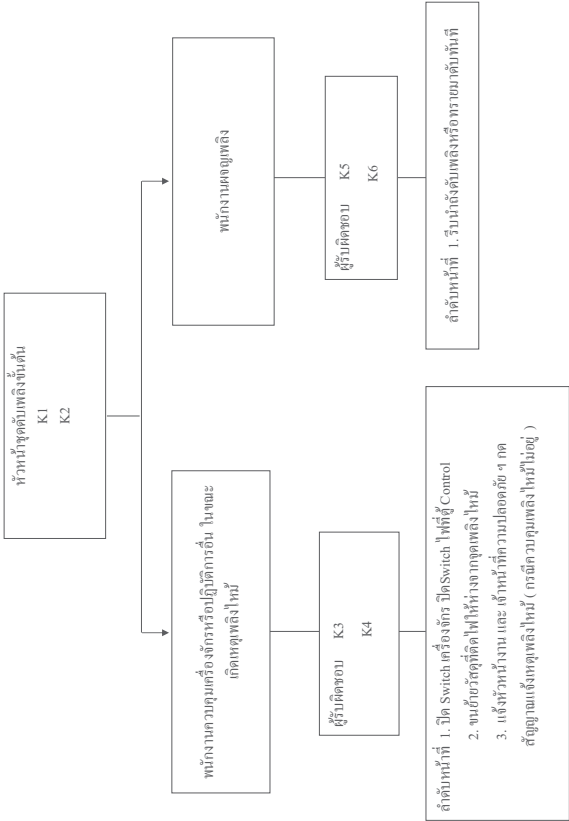 หัวหน้าชุดดับเพลิงขั้นต้น
K1
K2
พนักงานควบคุมเครื่องจักรหรือปฏิบัติการอื่น ในขณะ
เกิดเหตุเพลิงไหม้
ผู้รับผิดชอบ K3
K4
ลำดับหน้าที่ 1. ปิด Switch เครื่องจักร ปิดSwitch ไฟที่ตู้ Control
2. ขนย้ายวัสดุที่ติดไฟให้ห่างจากจุดเพลิงไหม้
3. แจ้งหัวหน้างาน และ เจ้าหน้าที่ความปลอดภัย ฯ กด
สัญญาณแจ้งเหตุเพลิงไหม้ ( กรณีควบคุมเพลิงไหม้ไม่อยู่ )
พนักงานผจญเพลิง
ผู้รับผิดชอบ K5
K6
ลำดับหน้าที่ 1. รีบนำถังดับเพลิงหรือทรายมาดับทันที